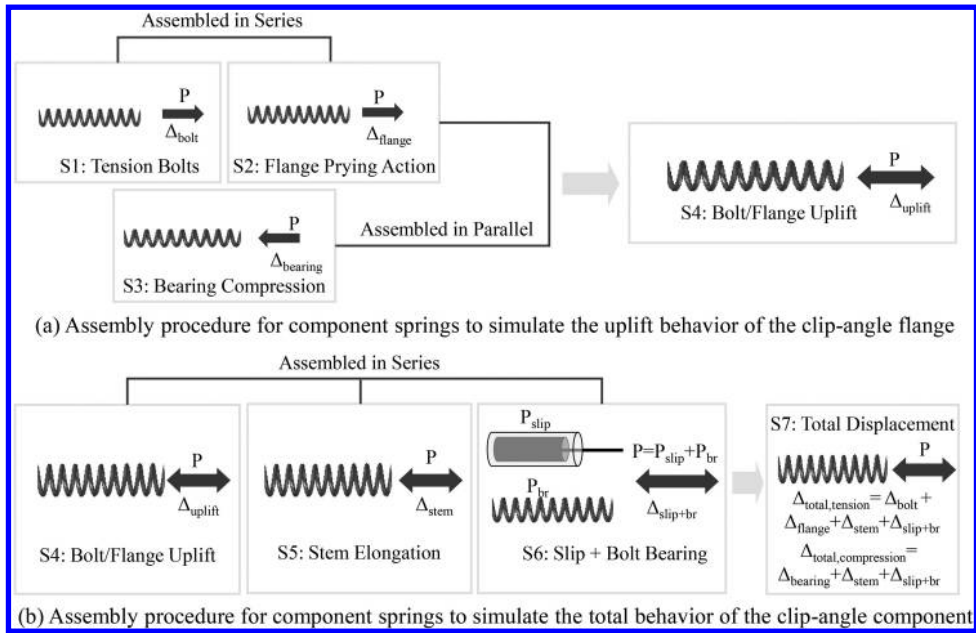 Assembled in Series
P
Δbolt
S1: Tension Bolts
P
Δflange
S2: Flange Prying Action
P
Δbearing
S3: Bearing Compression
Assembled in Parallel
P
Δuplift
S4: Bolt/Flange Uplift
(a) Assembly procedure for component springs to simulate the uplift behavior of the clip-angle flange
Assembled in Series
P
Δuplift
S4: Bolt/Flange Uplift
P
Δstem
S5: Stem Elongation
Pslip
P=Pslip+Pbr
Pbr
Δslip+br
S6: Slip + Bolt Bearing
S7: Total Displacement
P
Δtotal,tension=Δbolt+
Δflange+Δstem+Δslip+br
Δtotal,compression=
Δbearing+Δstem+Δslip+br
(b) Assembly procedure for component springs to simulate the total behavior of the clip-angle component